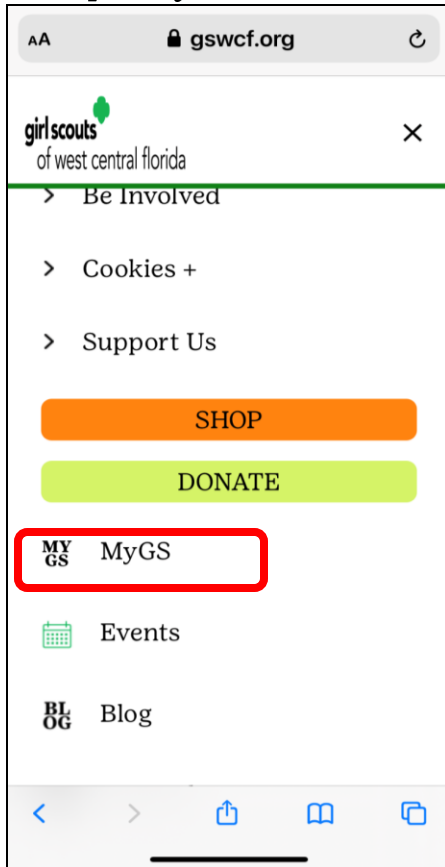 AA gswcf.org
girl scouts
of west central florida
Be Involved
Cookies +
Support Us
SHOP
DONATE
MY
GS MyGS
Events
BL
OG Blog